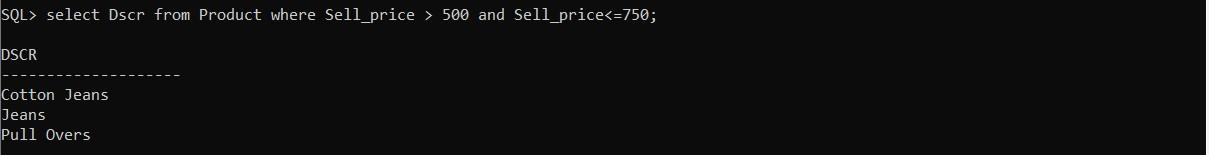 SQL> select Dscr from Product where Sell_price > 500 and Sell_price<=750;
DSCR
--------------------
Cotton Jeans
Jeans
Pull Overs